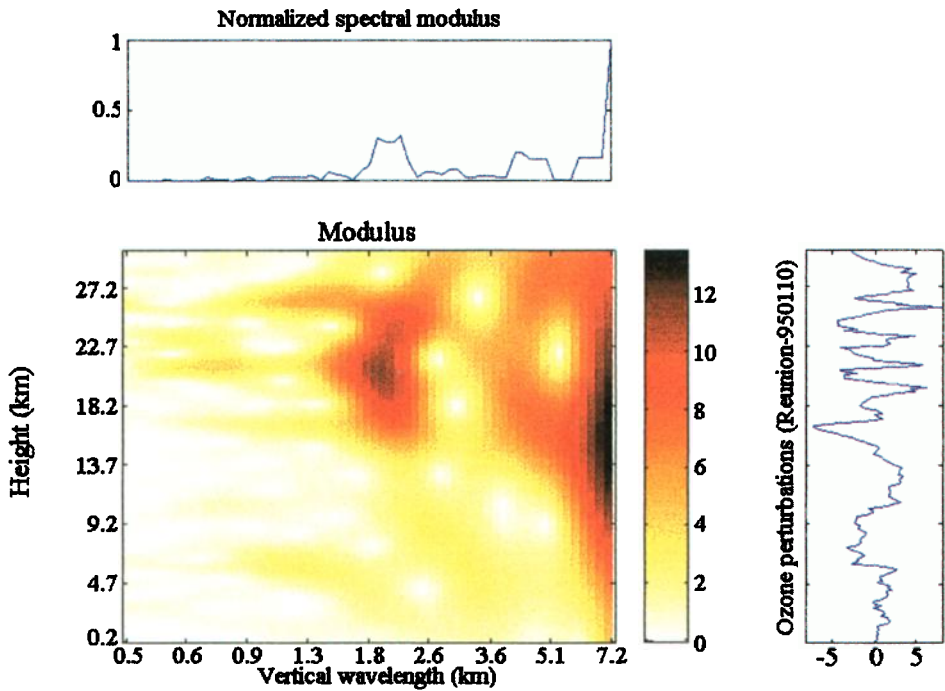 Normalized spectral modulus
1
0.5
0
Modulus
Height (km)
27.2
22.7
18.2
13.7
9.2
4.7
0.2
0.5 0.6 0.9 1.3 1.8 2.6 3.6 5.1 7.2
Vertical wavelength (km)
12
10
8
6
4
2
0
Ozone perturbations (Reunion-950110)
-5 0 5